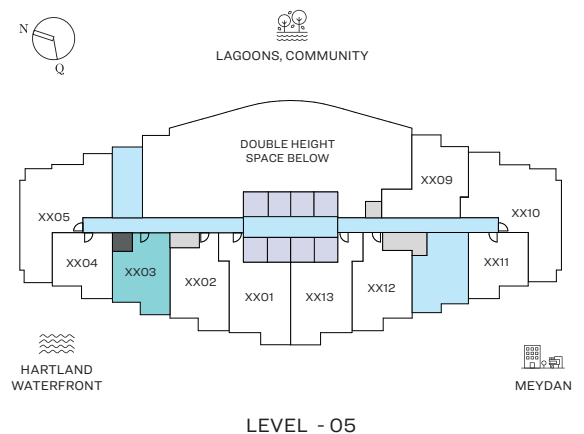 N
Q
LAGOONS, COMMUNITY
DOUBLE HEIGHT
SPACE BELOW
XX09
XX05
XX10
XX04
XX03
XX02
XX01
XX13
XX12
XX11
HARTLAND
WATERFRONT
MEYDAN
LEVEL - 05